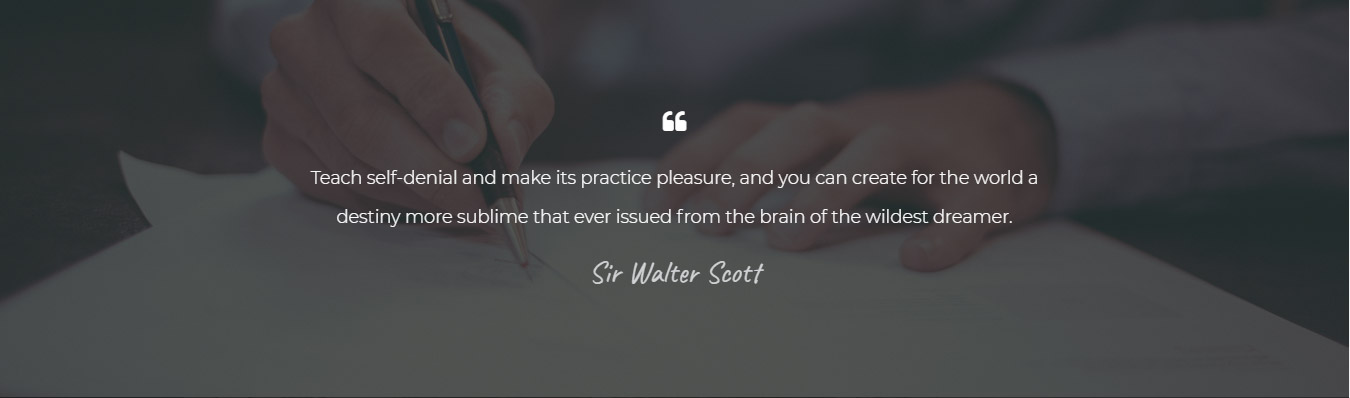 “
Teach self-denial and make its practice pleasure, and you can create for the world a
destiny more sublime that ever issued from the brain of the wildest dreamer.
Sir Walter Scott